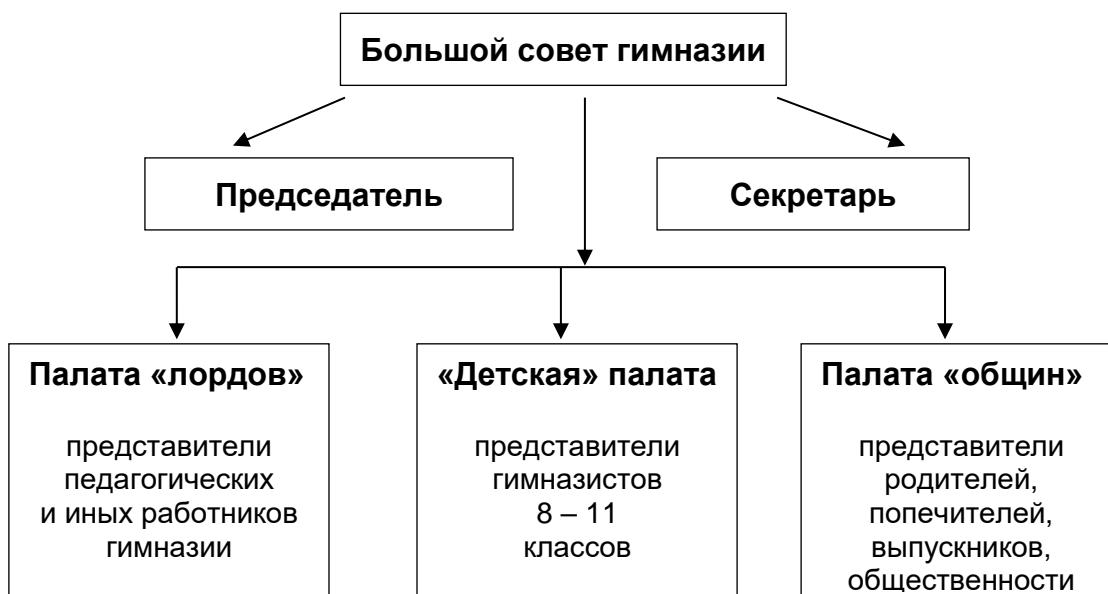 Большой совет гимназии
Председатель
Секретарь
Палата «лордов»
представители
педагогических
и иных работников
гимназии
«Детская» палата
представители
гимназистов
8 – 11
классов
Палата «общин»
представители
родителей,
попечителей,
выпускников,
общественности